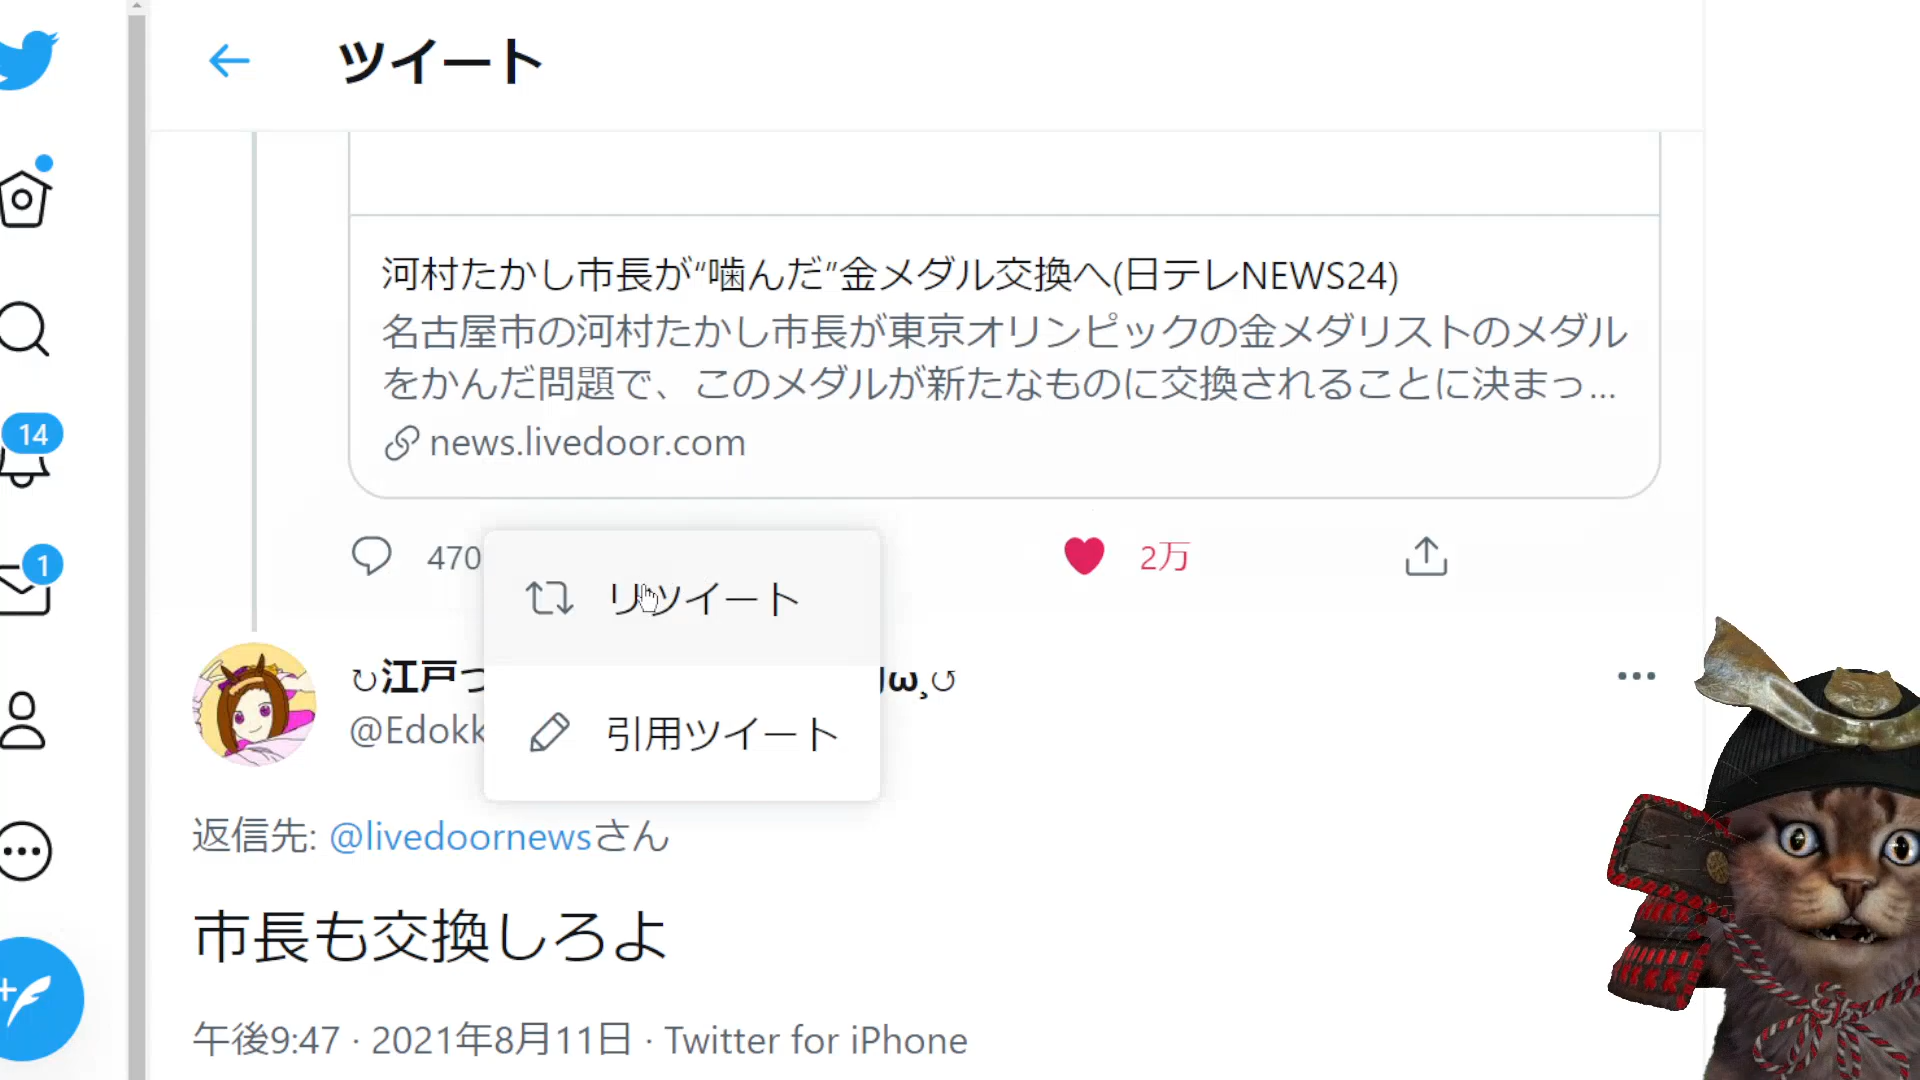 ツイート
河村たかし市長が“噛んだ”金メダル交換へ(日テレNEWS24)
名古屋市の河村たかし市長が東京オリンピックの金メダリストのメダル
をかんだ問題で、このメダルが新たなものに交換されることに決まっ...
news.livedoor.com
14
470
2万
リツイート
1
江戸
@Edokk
引用ツイート
返信先: @livedoornewsさん
市長も交換しろよ
午後9:47 · 2021年8月11日 · Twitter for iPhone